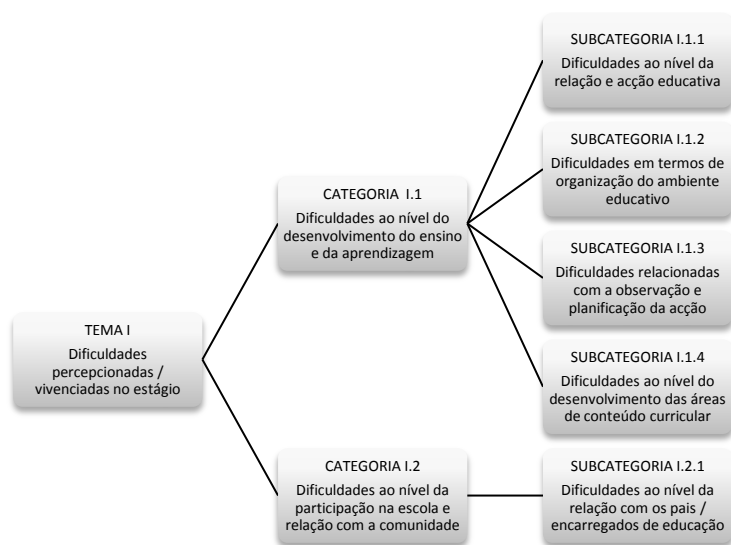 TEMA I
Dificuldades
percepcionadas /
vivenciadas no estágio
CATEGORIA I.1
Dificuldades ao nível do
desenvolvimento do ensino
e da aprendizagem
SUBCATEGORIA I.1.1
Dificuldades ao nível da
relação e acção educativa
SUBCATEGORIA I.1.2
Dificuldades em termos de
organização do ambiente
educativo
SUBCATEGORIA I.1.3
Dificuldades relacionadas
com a observação e
planificação da acção
SUBCATEGORIA I.1.4
Dificuldades ao nível do
desenvolvimento das áreas
de conteúdo curricular
CATEGORIA I.2
Dificuldades ao nível da
participação na escola e
relação com a comunidade
SUBCATEGORIA I.2.1
Dificuldades ao nível da
relação com os pais /
encarregados de educação